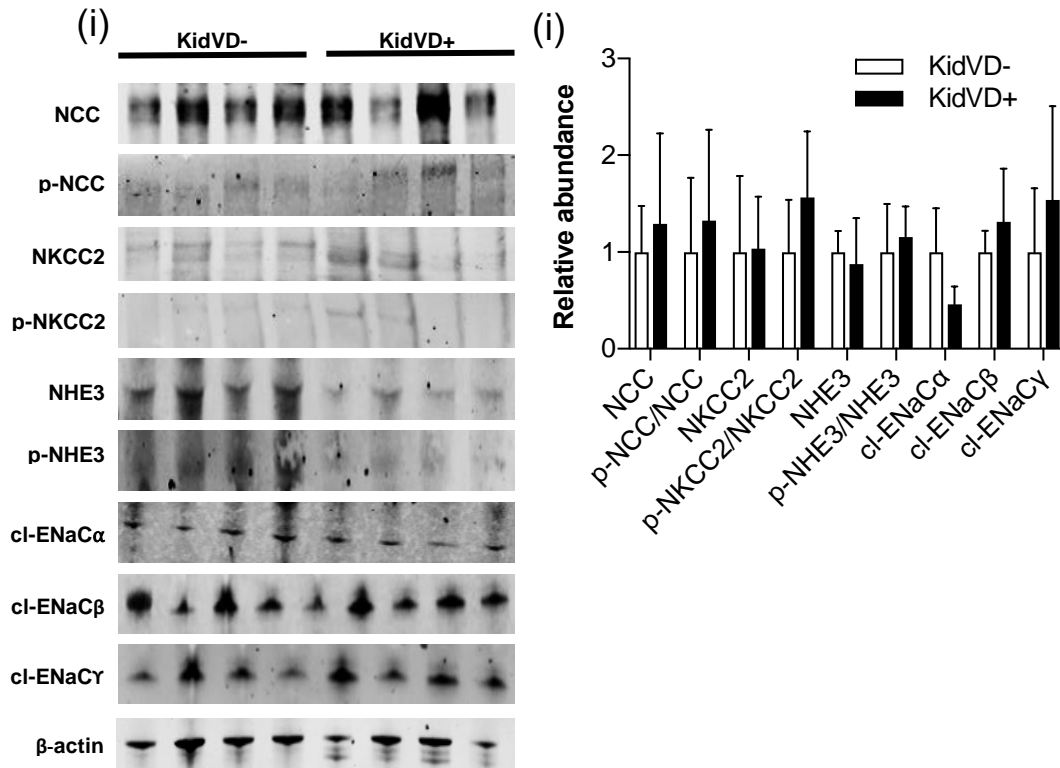 (i)
KidVD-
KidVD+
NCC
p-NCC
NKCC2
p-NKCC2
NHE3
p-NHE3
cl-ENaCα
cl-ENaCβ
cl-ENaCϒ
β-actin
(i)
KidVD-
KidVD+
Relative abundance
3
2
1
0
NCC
p-NCC/NCC
NKCC2
p-NKCC2/NKCC2
NHE3
p-NHE3/NHE3
cl-ENaCα
cl-ENaCβ
cl-ENaCγ